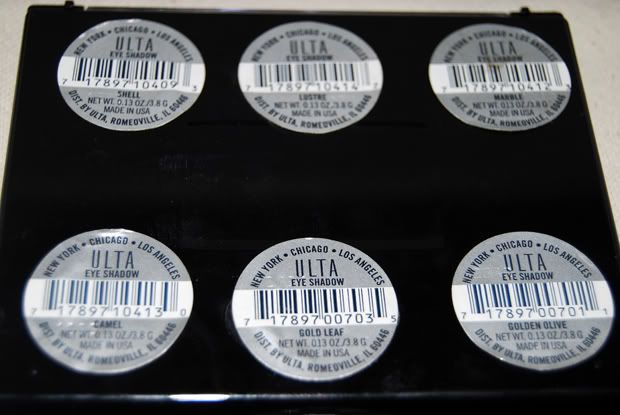 NEW YORK • CHICAGO • LOS ANGELES
ULTA
EYE SHADOW
7 17897 10409 3
SHELL
NET WT. 0.13 OZ/3.8 G
MADE IN USA
DIST. BY ULTA, ROMEOVILLE, IL 60446
NEW YORK • CHICAGO • LOS ANGELES
ULTA
EYE SHADOW
7 17897 10414 7
LUSTRE
NET WT. 0.13 OZ/3.8 G
MADE IN USA
DIST. BY ULTA, ROMEOVILLE, IL 60446
NEW YORK • CHICAGO • LOS ANGELES
ULTA
EYE SHADOW
7 17897 10412 3
MARBLE
NET WT. 0.13 OZ/3.8 G
MADE IN USA
DIST. BY ULTA, ROMEOVILLE, IL 60446
NEW YORK • CHICAGO • LOS ANGELES
ULTA
EYE SHADOW
7 17897 10413 0
CAMEL
NET WT. 0.13 OZ/3.8 G
MADE IN USA
DIST. BY ULTA, ROMEOVILLE, IL 60446
NEW YORK • CHICAGO • LOS ANGELES
ULTA
EYE SHADOW
7 17897 00703 5
GOLD LEAF
NET WT. 0.13 OZ/3.8 G
MADE IN USA
DIST. BY ULTA, ROMEOVILLE, IL 60446
NEW YORK • CHICAGO • LOS ANGELES
ULTA
EYE SHADOW
7 17897 00701 1
GOLDEN OLIVE
NET WT. 0.13 OZ/3.8 G
MADE IN USA
DIST. BY ULTA, ROMEOVILLE, IL 60446